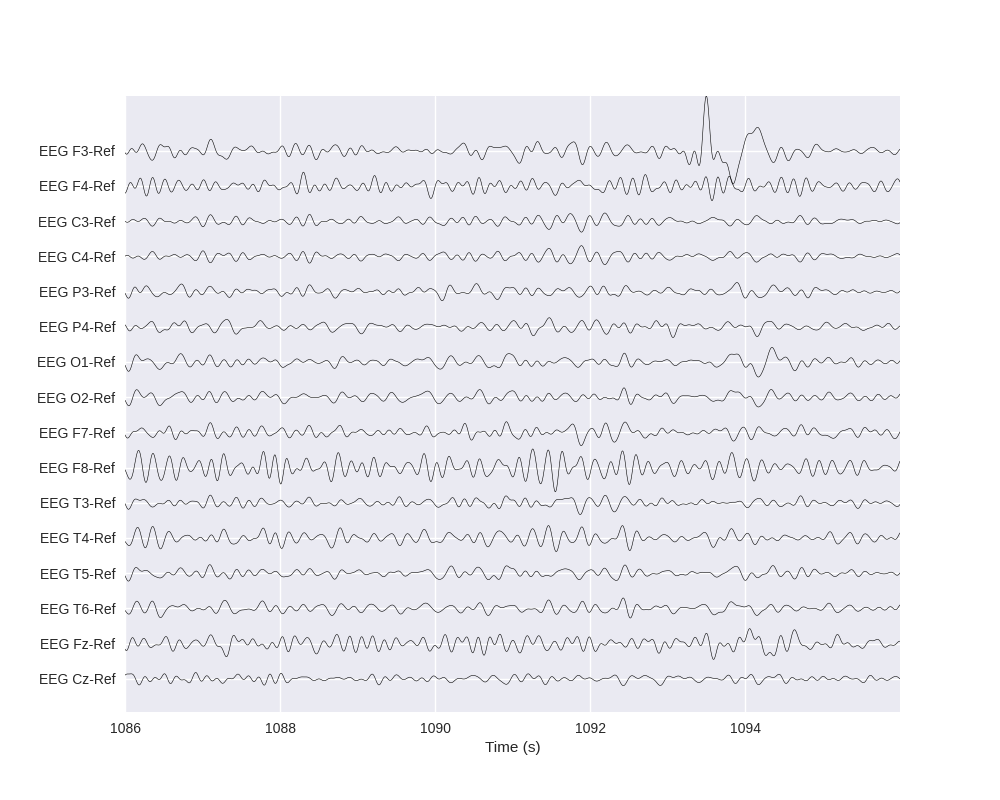 EEG F3-Ref
EEG F4-Ref
EEG C3-Ref
EEG C4-Ref
EEG P3-Ref
EEG P4-Ref
EEG O1-Ref
EEG O2-Ref
EEG F7-Ref
EEG F8-Ref
EEG T3-Ref
EEG T4-Ref
EEG T5-Ref
EEG T6-Ref
EEG Fz-Ref
EEG Cz-Ref
1086 1088 1090 1092 1094
Time (s)